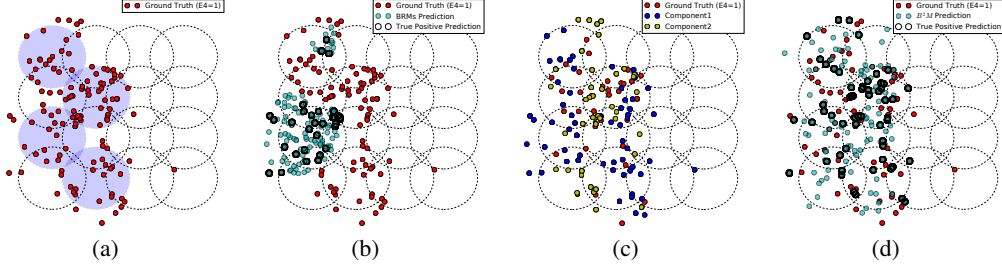 Ground Truth (E4=1)
Ground Truth (E4=1)
BRMs Prediction
True Positive Prediction
Ground Truth (E4=1)
Component1
Component2
Ground Truth (E4=1)
B³M Prediction
True Positive Prediction
(a)
(b)
(c)
(d)